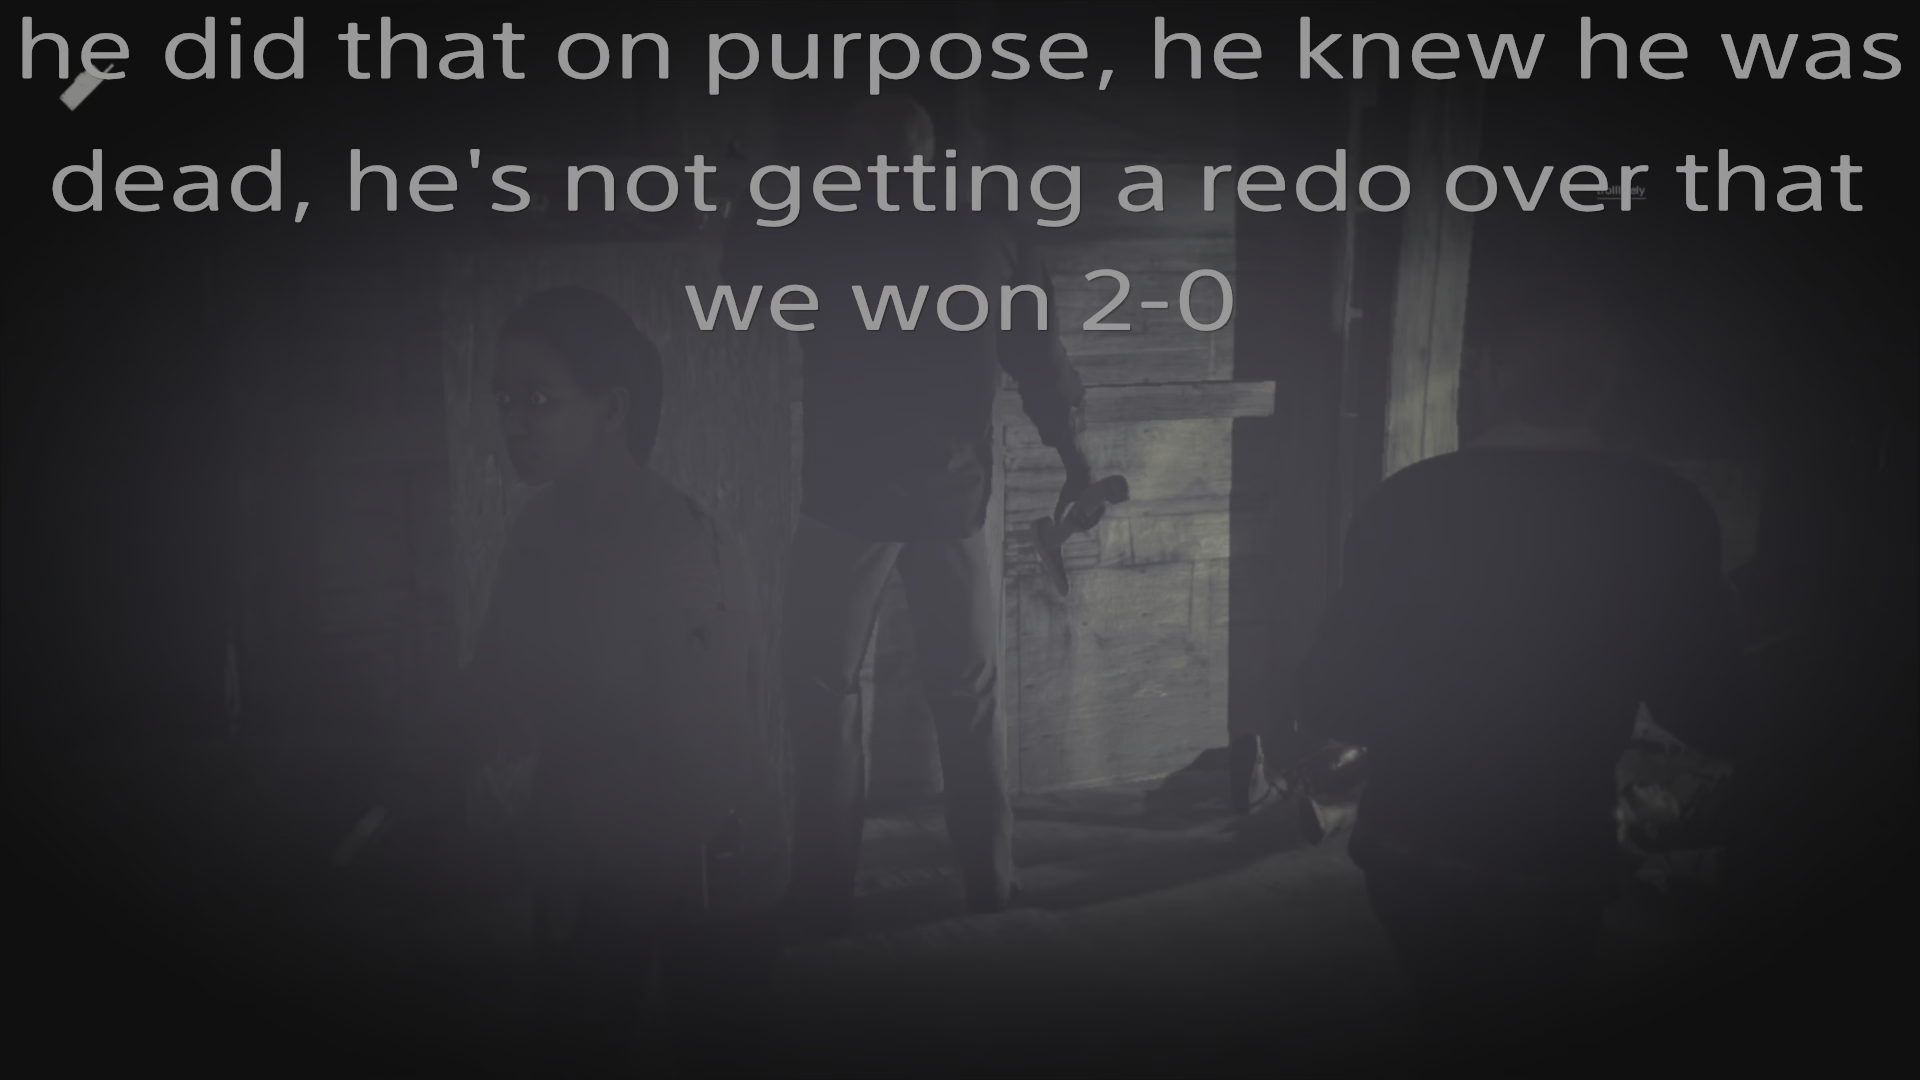 he did that on purpose, he knew he was
dead, he's not getting a redo over that
we won 2-0